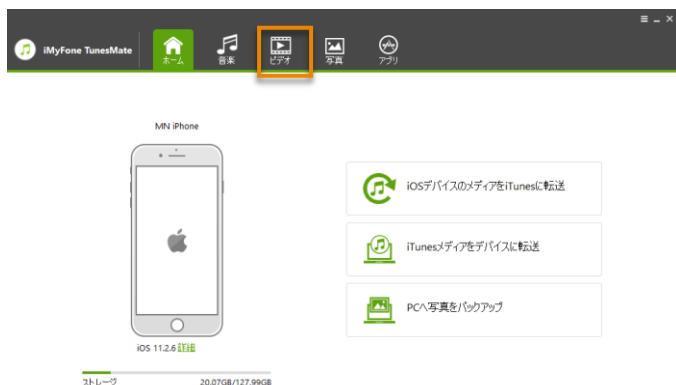 iMyFone TunesMate
ホーム
音楽
ビデオ
写真
アプリ
MN iPhone
iOSデバイスのメディアをiTunesに転送
iTunesメディアをデバイスに転送
PCへ写真をバックアップ
iOS 11.2.6 詳細
ストレージ 20.07GB/127.99GB